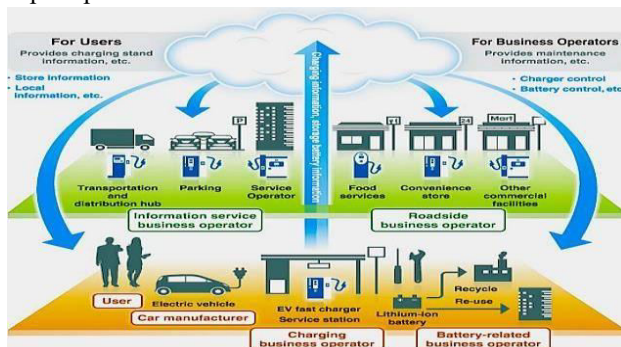 For Users
Provides charging stand
information, etc.
• Store information
• Local
Information, etc.
For Business Operators
Provides maintenance
information, etc.
• Charger control
• Battery control, etc
Charging information, storage battery information
P
24
Mort
Transportation
and
distribution hub
Parking
Service
Operator
Food
services
Convenience
store
Other
commercial
facilities
Information service
business operator
Roadside
business operator
User
Electric vehicle
Car manufacturer
EV fast charger
Service station
Charging
business operator
Lithium-ion
battery
Recycle
Re-use
Battery-related
business operator